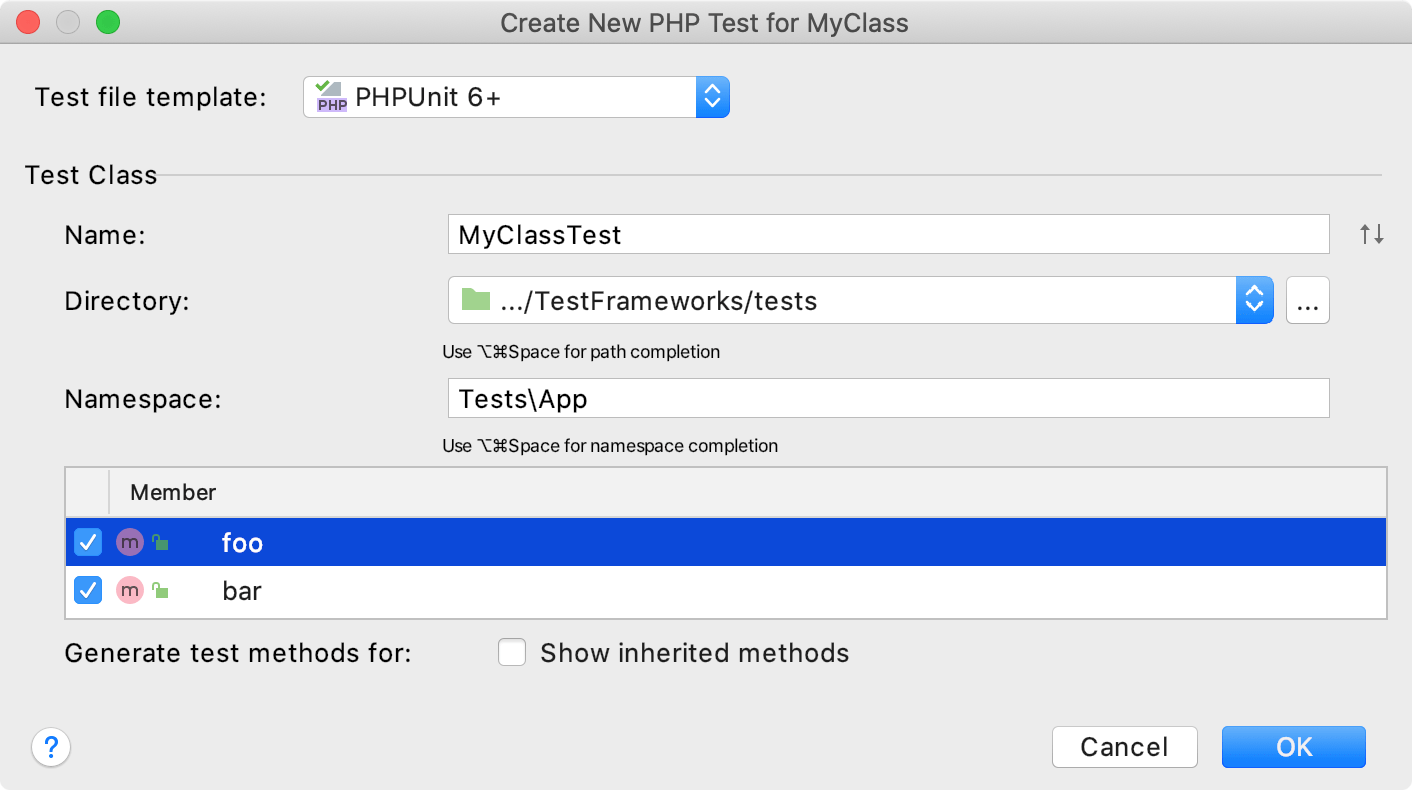 Create New PHP Test for MyClass
Test file template: PHP PHPUnit 6+
Test Class
Name: MyClassTest
Directory: .../TestFrameworks/tests ...
Use ⌥⌘Space for path completion
Namespace: Tests\App
Use ⌥⌘Space for namespace completion
Member
m foo
m bar
Generate test methods for: Show inherited methods
? Cancel OK